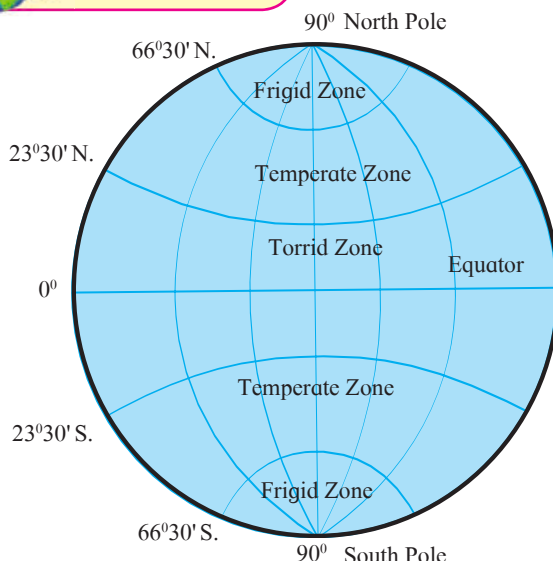 90⁰ North Pole
66⁰30' N.
Frigid Zone
23⁰30' N.
Temperate Zone
Torrid Zone
Equator
0⁰
Temperate Zone
23⁰30' S.
Frigid Zone
66⁰30' S.
90⁰ South Pole